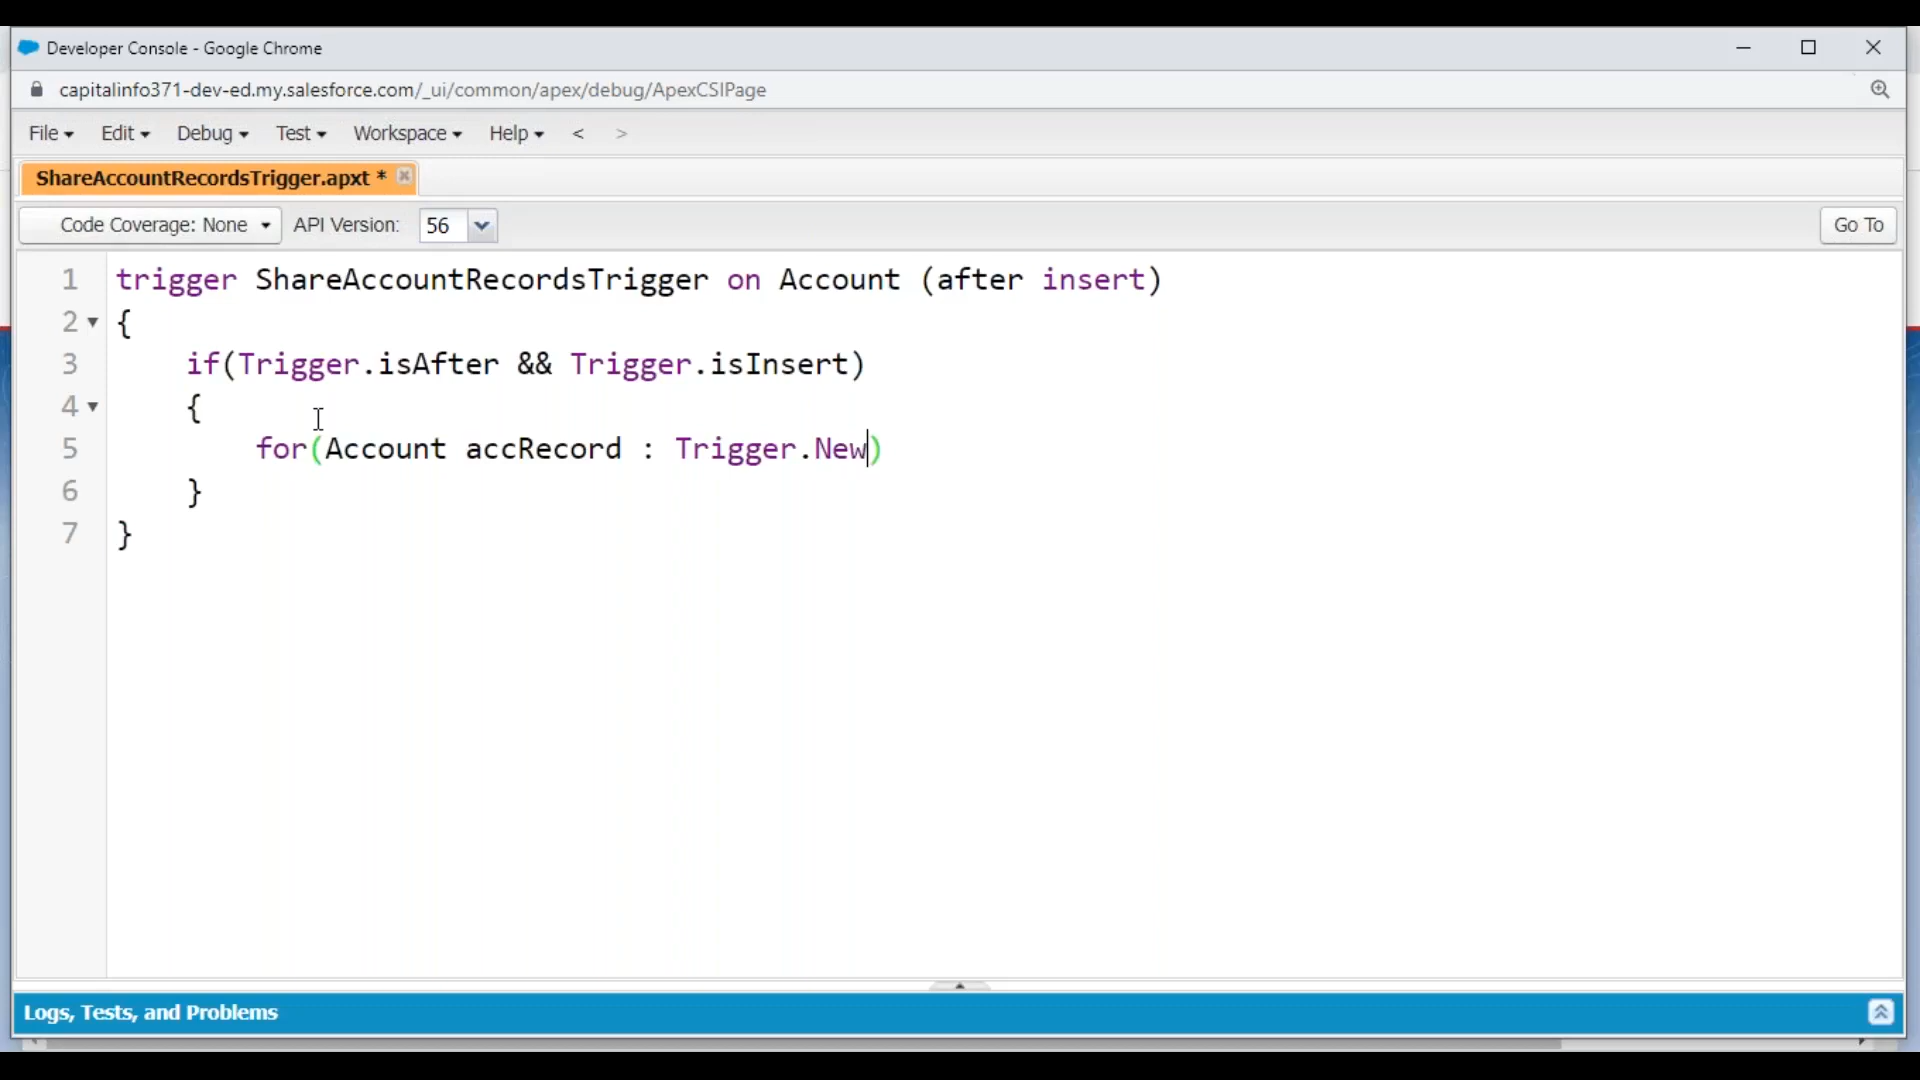 Developer Console - Google Chrome
capitalinfo371-dev-ed.my.salesforce.com/_ui/common/apex/debug/ApexCSIPage
File Edit Debug Test Workspace Help < >
ShareAccountRecordsTrigger.apxt *
Code Coverage: None API Version: 56 Go To
1 trigger ShareAccountRecordsTrigger on Account (after insert)
2 {
3 if(Trigger.isAfter && Trigger.isInsert)
4 {
5 for(Account accRecord : Trigger.New)
6 }
7 }
Logs, Tests, and Problems